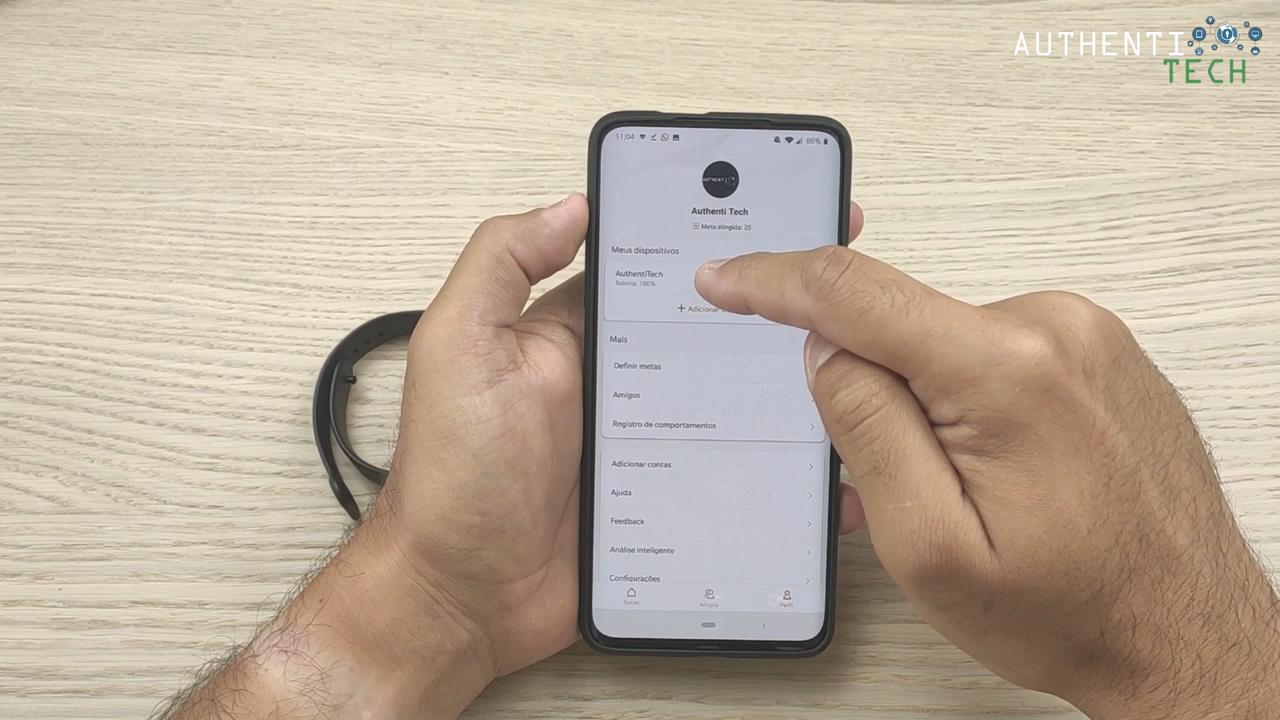 AUTHENTI
TECH
11:04
86%
AUTHENTI
Authenti Tech
Meta atingida: 25
Meus dispositivos
AuthentiTech
Bateria: 100%
+ Adicionar
Mais
Definir metas
Amigos
Registro de comportamentos
Adicionar contas
Ajuda
Feedback
Análise inteligente
Configurações
Amigos
Perfil